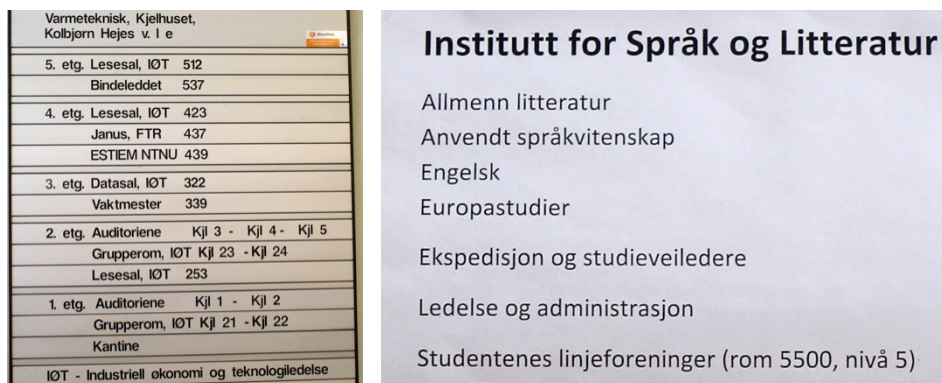 Varmeteknisk, Kjelhuset,
Kolbjørn Hejes v. 1 e
5. etg. Lesesal, IØT 512
Bindeleddet 537
4. etg. Lesesal, IØT 423
Janus, FTR 437
ESTIEM NTNU 439
3. etg. Datasal, IØT 322
Vaktmester 339
2. etg. Auditoriene Kjl 3 - Kjl 4 - Kjl 5
Grupperom, IØT Kjl 23 - Kjl 24
Lesesal, IØT 253
1. etg. Auditoriene Kjl 1 - Kjl 2
Grupperom, IØT Kjl 21 - Kjl 22
Kantine
IØT - Industriell økonomi og teknologiledelse
Institutt for Språk og Litteratur
Allmenn litteratur
Anvendt språkvitenskap
Engelsk
Europastudier
Ekspedisjon og studieveiledere
Ledelse og administrasjon
Studentenes linjeforeninger (rom 5500, nivå 5)